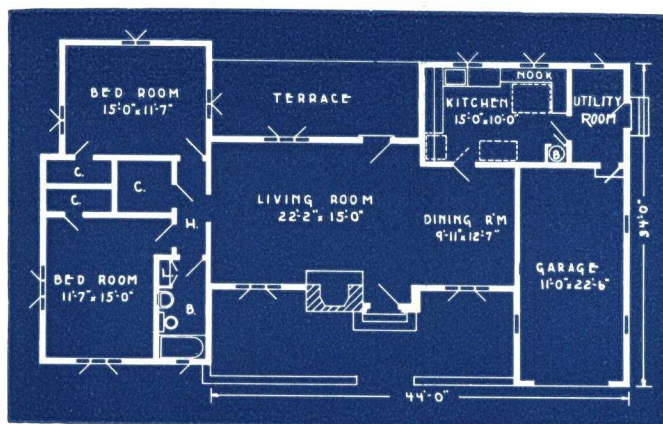 BED ROOM
15'-0" x 11'-7"
TERRACE
NOOK
KITCHEN
15'-0" x 10'-0"
UTILITY
ROOM
B
C.
C.
C.
LIVING ROOM
22'-2" x 15'-0"
H.
DINING R'M
9'-11" x 12'-7"
34'-0"
BED ROOM
11'-7" x 15'-0"
L.
B.
GARAGE
11'-0" x 22'-6"
44'-0"